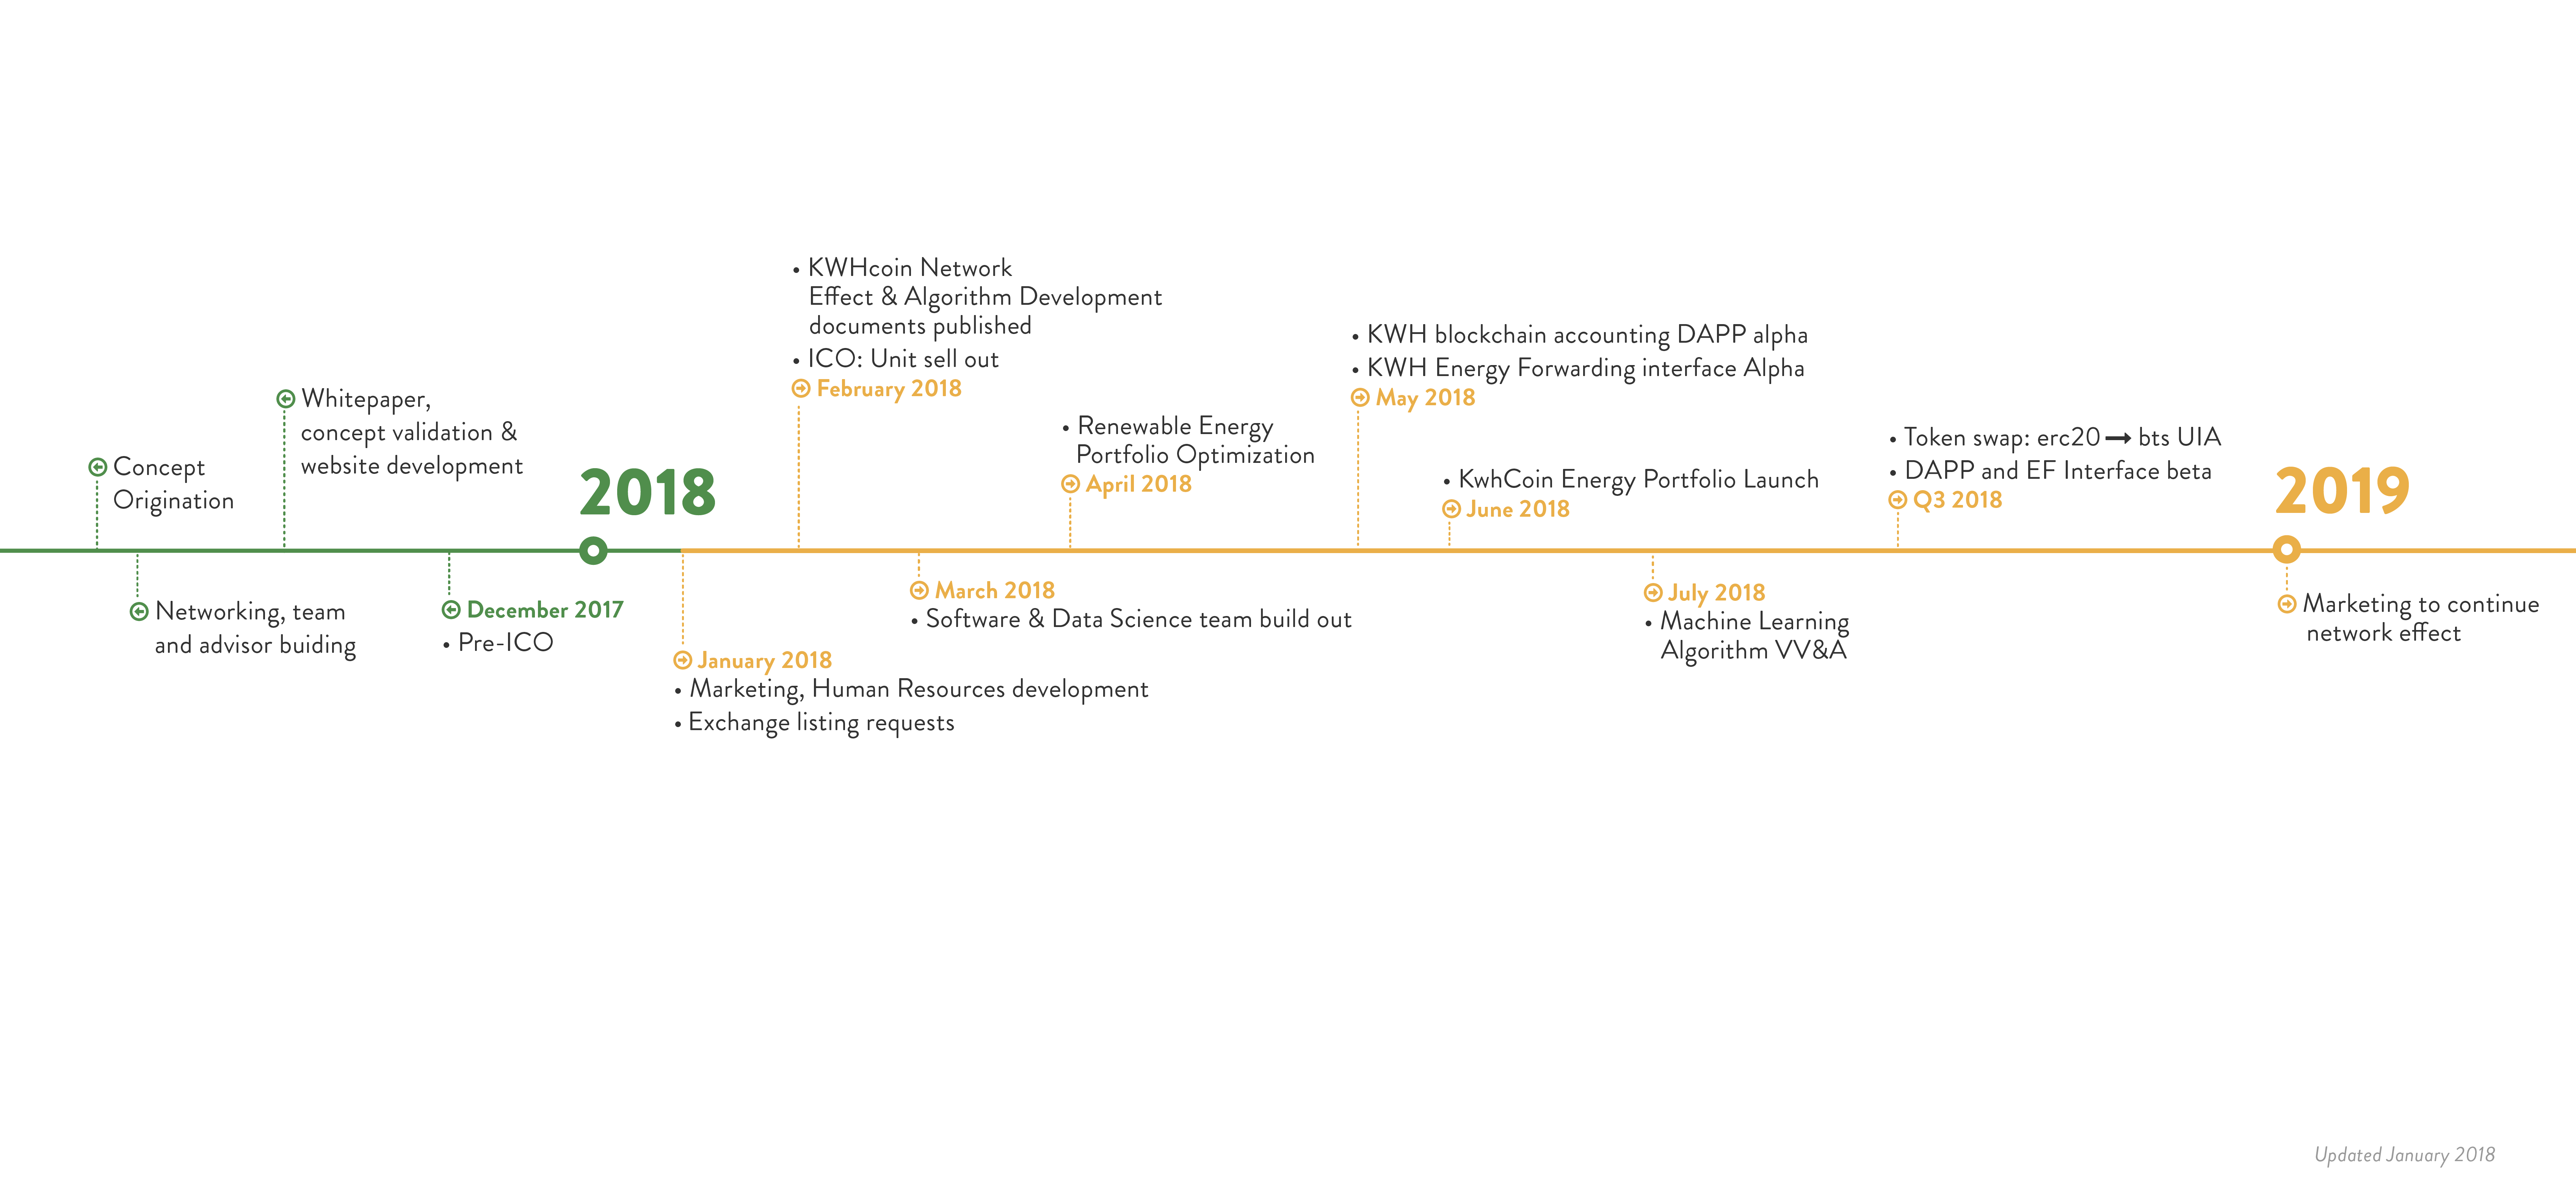 Concept
Origination
Networking, team
and advisor buiding
Whitepaper,
concept validation &
website development
December 2017
• Pre-ICO
2018
January 2018
• Marketing, Human Resources development
• Exchange listing requests
• KWHcoin Network
Effect & Algorithm Development
documents published
• ICO: Unit sell out
February 2018
March 2018
• Software & Data Science team build out
• Renewable Energy
Portfolio Optimization
April 2018
• KWH blockchain accounting DAPP alpha
• KWH Energy Forwarding interface Alpha
May 2018
• KwhCoin Energy Portfolio Launch
June 2018
July 2018
• Machine Learning
Algorithm VV&A
• Token swap: erc20 → bts UIA
• DAPP and EF Interface beta
Q3 2018
2019
Marketing to continue
network effect
Updated January 2018